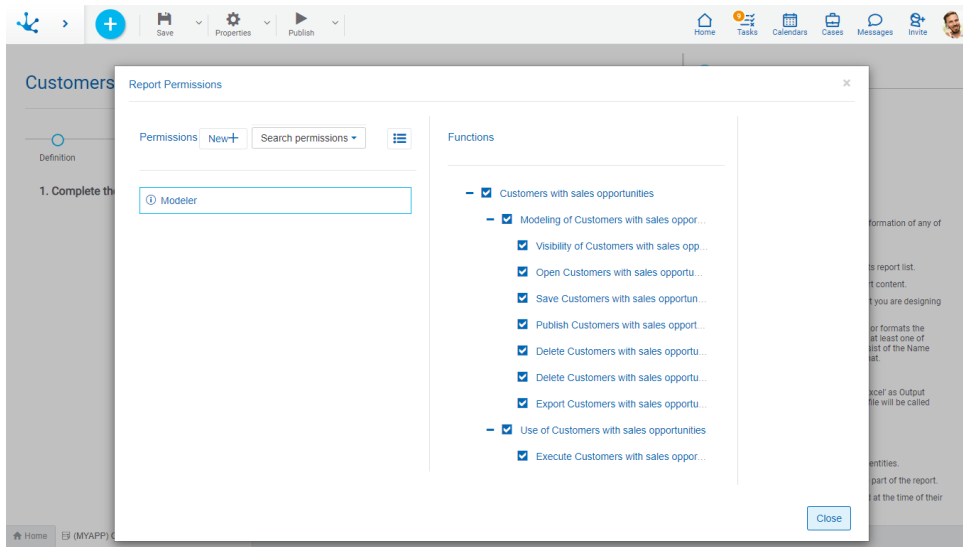 Save
Properties
Publish
Home
9
Tasks
Calendars
Cases
Messages
Invite
Customers
Definition
1. Complete the
Report Permissions
×
Permissions
New+
Search permissions
Modeler
Functions
Customers with sales opportunities
Modeling of Customers with sales oppor...
Visibility of Customers with sales opp...
Open Customers with sales opportu...
Save Customers with sales opportun...
Publish Customers with sales opport...
Delete Customers with sales opportu...
Delete Customers with sales opportu...
Export Customers with sales opportu...
Use of Customers with sales opportunities
Execute Customers with sales oppor...
Close
formation of any of
ts report list.
rt content.
t you are designing
or formats the
at least one of
sist of the Name
nat.
xcel' as Output
file will be called
entities.
part of the report.
d at the time of their
Home
(MYAPP) C